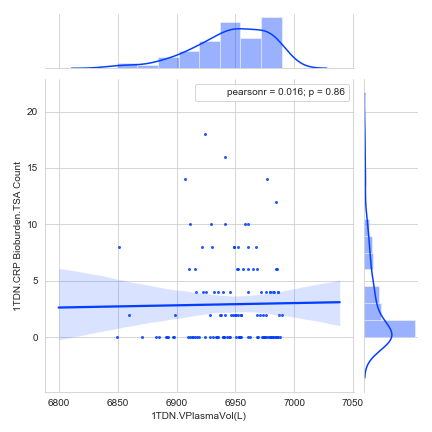 pearsonr = 0.016; p = 0.86
1TDN.CRP Bioburden.TSA Count
20
15
10
5
0
6800 6850 6900 6950 7000 7050
1TDN.VPlasmaVol(L)